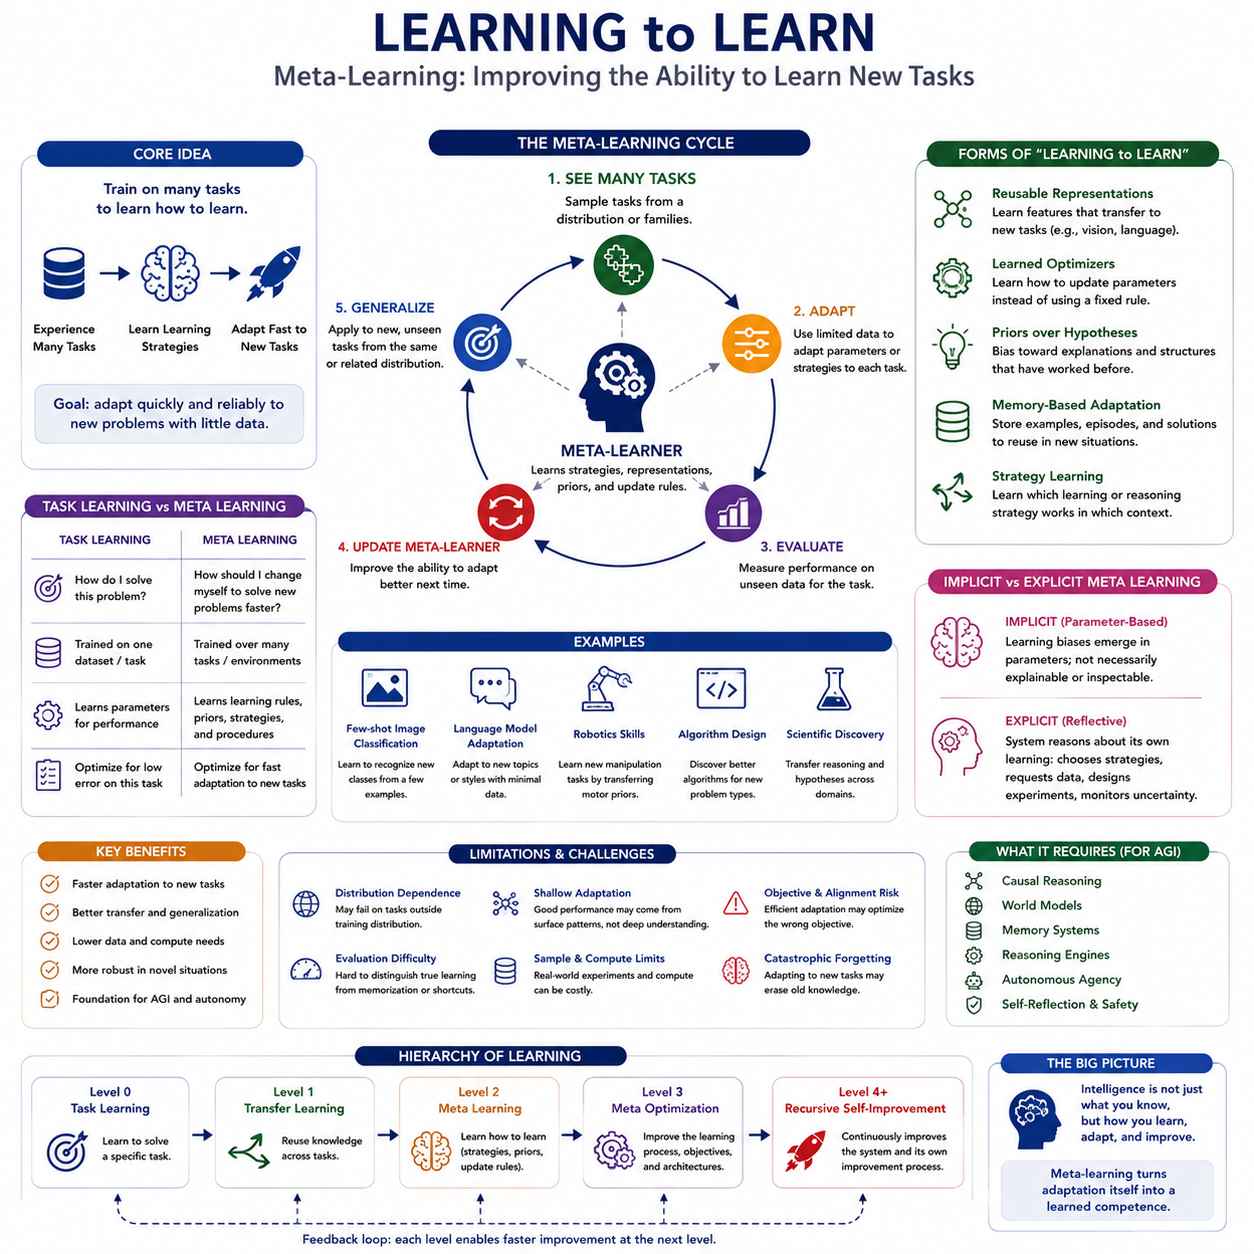 LEARNING to LEARN
Meta-Learning: Improving the Ability to Learn New Tasks
CORE IDEA
Train on many tasks
to learn how to learn.
Experience
Many Tasks
Learn Learning
Strategies
Adapt Fast to
New Tasks
Goal: adapt quickly and reliably to
new problems with little data.
THE META-LEARNING CYCLE
1. SEE MANY TASKS
Sample tasks from a
distribution or families.
2. ADAPT
Use limited data to
adapt parameters or
strategies to each task.
3. EVALUATE
Measure performance on
unseen data for the task.
4. UPDATE META-LEARNER
Improve the ability to adapt
better next time.
5. GENERALIZE
Apply to new, unseen
tasks from the same
or related distribution.
META-LEARNER
Learns strategies, representations,
priors, and update rules.
FORMS OF "LEARNING to LEARN"
Reusable Representations
Learn features that transfer to
new tasks (e.g., vision, language).
Learned Optimizers
Learn how to update parameters
instead of using a fixed rule.
Priors over Hypotheses
Bias toward explanations and structures
that have worked before.
Memory-Based Adaptation
Store examples, episodes, and solutions
to reuse in new situations.
Strategy Learning
Learn which learning or reasoning
strategy works in which context.
TASK LEARNING vs META LEARNING
TASK LEARNING
META LEARNING
How do I solve
this problem?
How should I change
myself to solve new
problems faster?
Trained on one
dataset / task
Trained over many
tasks / environments
Learns parameters
for performance
Learns learning rules,
priors, strategies,
and procedures
Optimize for low
error on this task
Optimize for fast
adaptation to new tasks
EXAMPLES
Few-shot Image
Classification
Learn to recognize new
classes from a few
examples.
Language Model
Adaptation
Adapt to new topics
or styles with minimal
data.
Robotics Skills
Learn new manipulation
tasks by transferring
motor priors.
Algorithm Design
Discover better
algorithms for new
problem types.
Scientific Discovery
Transfer reasoning and
hypotheses across
domains.
IMPLICIT vs EXPLICIT META LEARNING
IMPLICIT (Parameter-Based)
Learning biases emerge in
parameters; not necessarily
explainable or inspectable.
EXPLICIT (Reflective)
System reasons about its own
learning: chooses strategies,
requests data, designs
experiments, monitors uncertainty.
KEY BENEFITS
Faster adaptation to new tasks
Better transfer and generalization
Lower data and compute needs
More robust in novel situations
Foundation for AGI and autonomy
LIMITATIONS & CHALLENGES
Distribution Dependence
May fail on tasks outside
training distribution.
Shallow Adaptation
Good performance may come from
surface patterns, not deep understanding.
Objective & Alignment Risk
Efficient adaptation may optimize
the wrong objective.
Evaluation Difficulty
Hard to distinguish true learning
from memorization or shortcuts.
Sample & Compute Limits
Real-world experiments and compute
can be costly.
Catastrophic Forgetting
Adapting to new tasks may
erase old knowledge.
WHAT IT REQUIRES (FOR AGI)
Causal Reasoning
World Models
Memory Systems
Reasoning Engines
Autonomous Agency
Self-Reflection & Safety
HIERARCHY OF LEARNING
Level 0
Task Learning
Learn to solve
a specific task.
Level 1
Transfer Learning
Reuse knowledge
across tasks.
Level 2
Meta Learning
Learn how to learn
(strategies, priors,
update rules).
Level 3
Meta Optimization
Improve the learning
process, objectives,
and architectures.
Level 4+
Recursive Self-Improvement
Continuously improves
the system and its own
improvement process.
Feedback loop: each level enables faster improvement at the next level.
THE BIG PICTURE
Intelligence is not just
what you know,
but how you learn,
adapt, and improve.
Meta-learning turns
adaptation itself into a
learned competence.